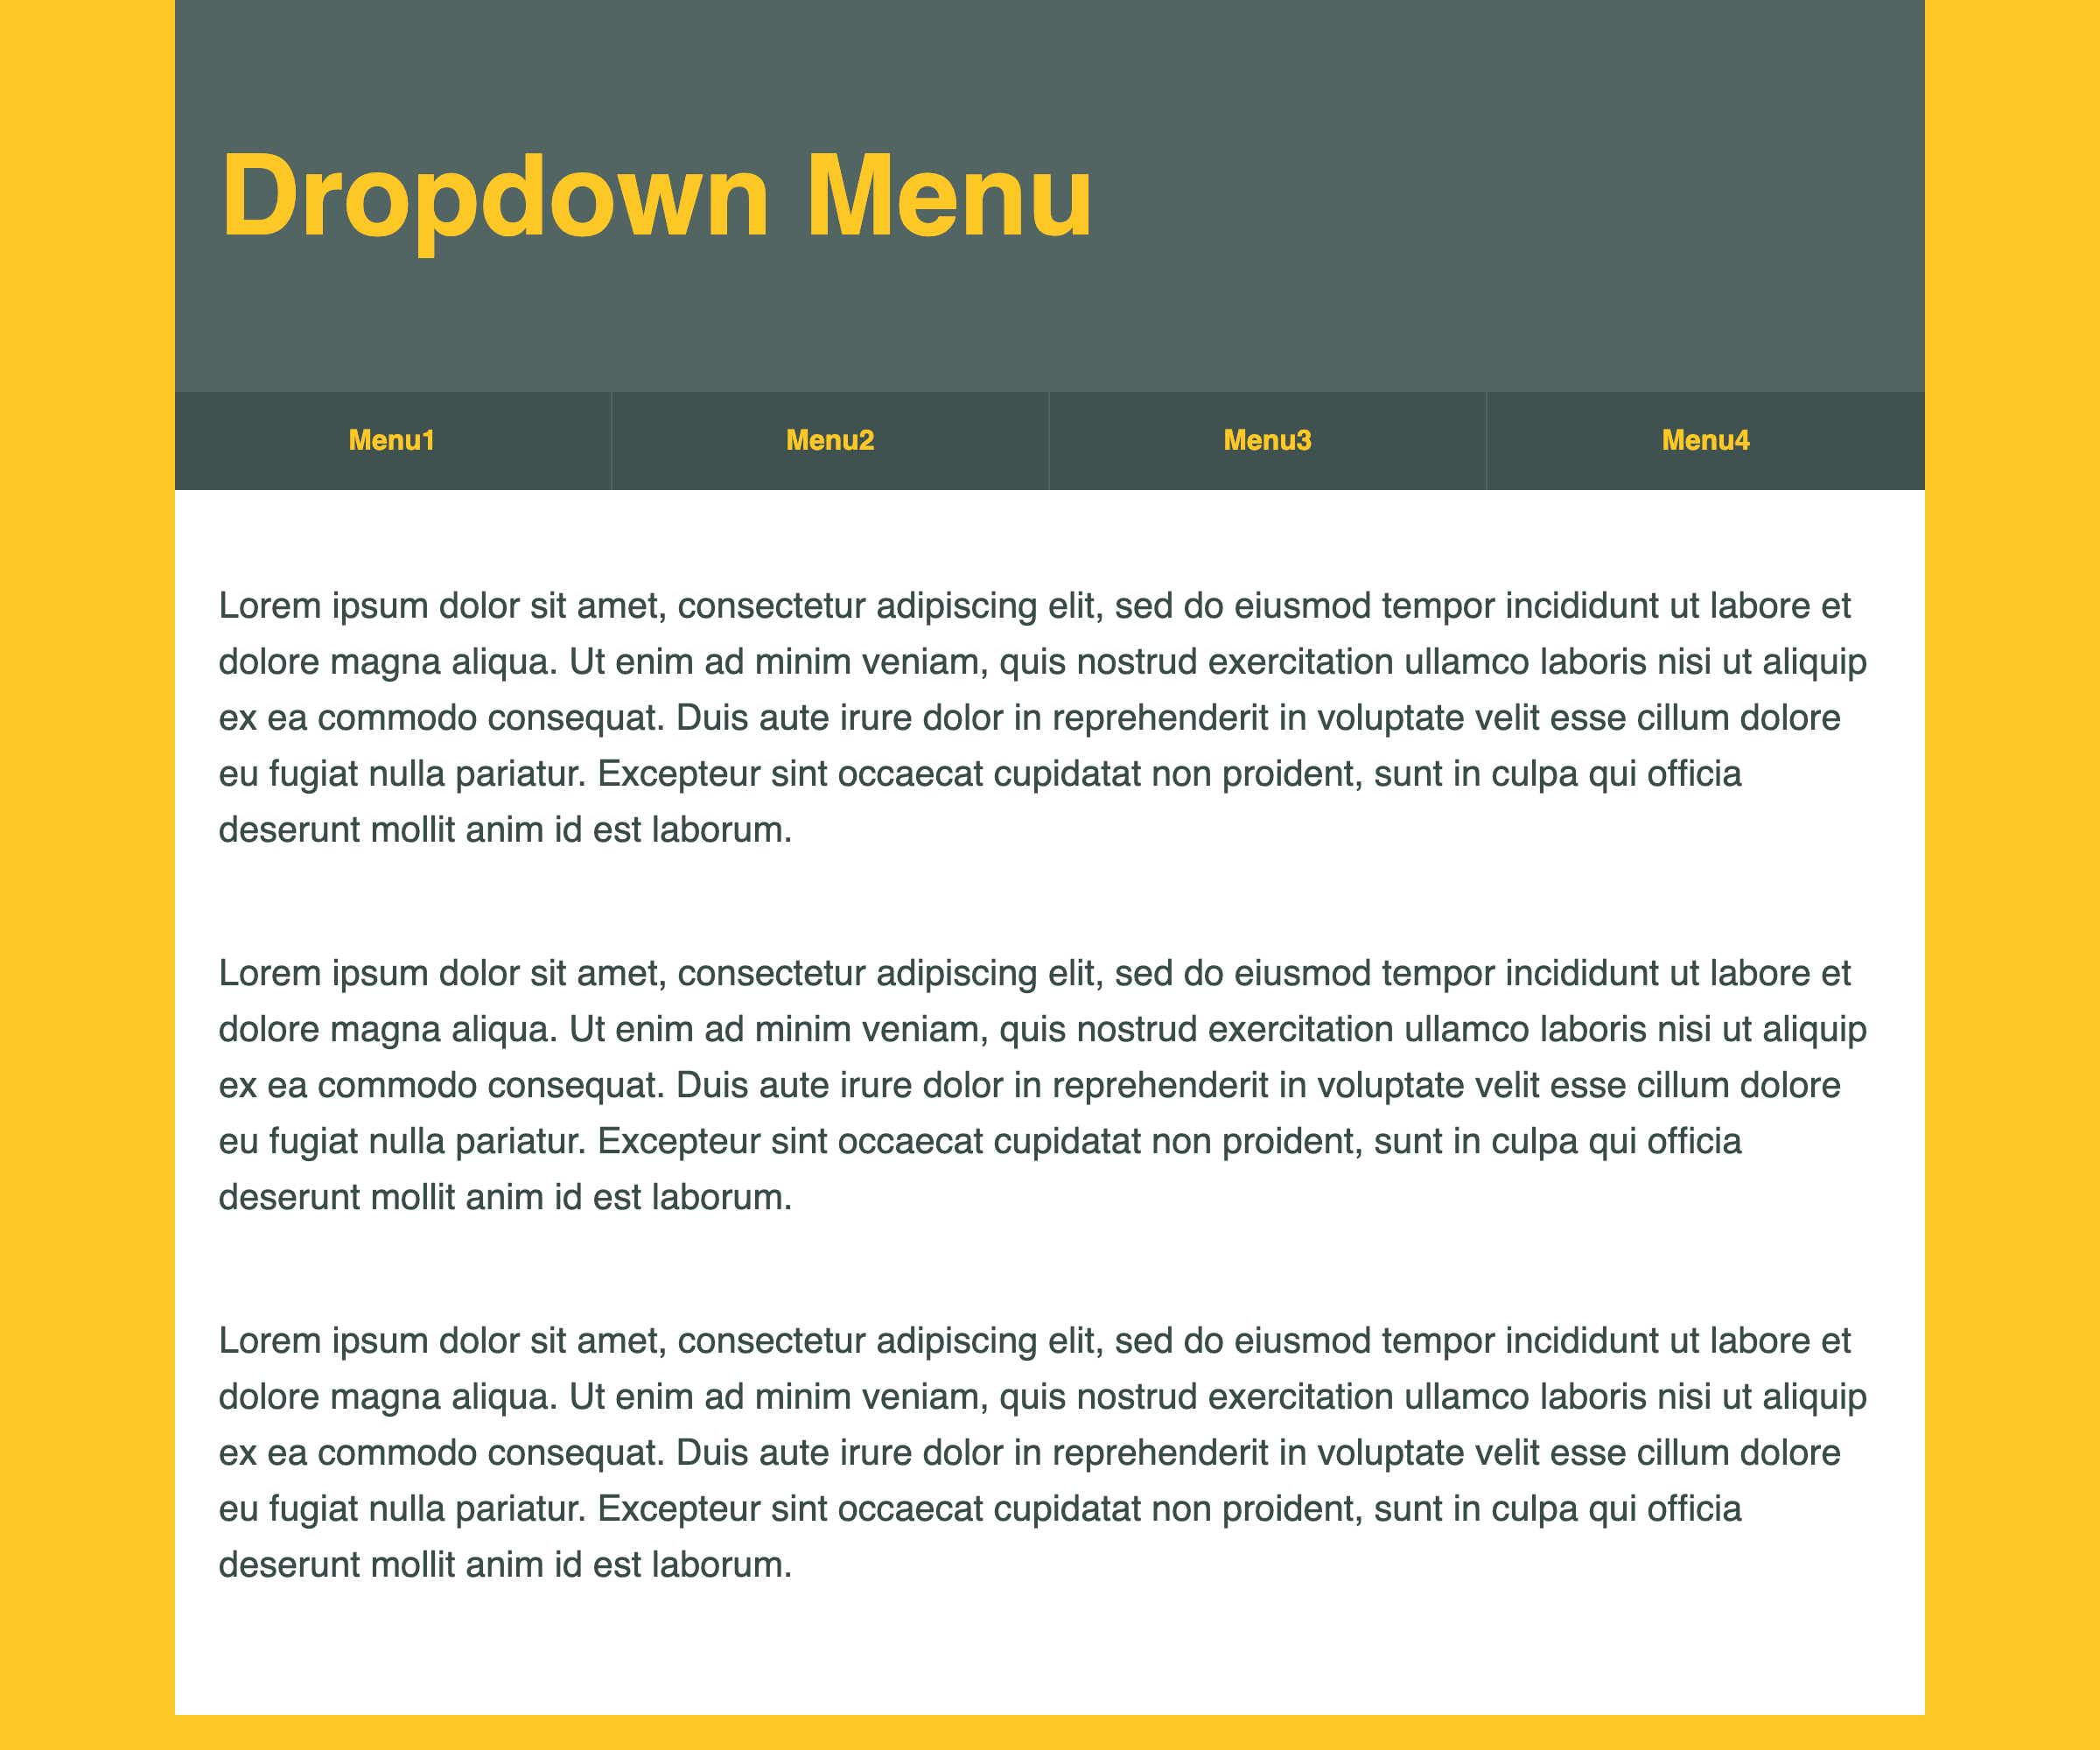 Dropdown Menu
Menu1 Menu2 Menu3 Menu4
Lorem ipsum dolor sit amet, consectetur adipiscing elit, sed do eiusmod tempor incididunt ut labore et
dolore magna aliqua. Ut enim ad minim veniam, quis nostrud exercitation ullamco laboris nisi ut aliquip
ex ea commodo consequat. Duis aute irure dolor in reprehenderit in voluptate velit esse cillum dolore
eu fugiat nulla pariatur. Excepteur sint occaecat cupidatat non proident, sunt in culpa qui officia
deserunt mollit anim id est laborum.
Lorem ipsum dolor sit amet, consectetur adipiscing elit, sed do eiusmod tempor incididunt ut labore et
dolore magna aliqua. Ut enim ad minim veniam, quis nostrud exercitation ullamco laboris nisi ut aliquip
ex ea commodo consequat. Duis aute irure dolor in reprehenderit in voluptate velit esse cillum dolore
eu fugiat nulla pariatur. Excepteur sint occaecat cupidatat non proident, sunt in culpa qui officia
deserunt mollit anim id est laborum.
Lorem ipsum dolor sit amet, consectetur adipiscing elit, sed do eiusmod tempor incididunt ut labore et
dolore magna aliqua. Ut enim ad minim veniam, quis nostrud exercitation ullamco laboris nisi ut aliquip
ex ea commodo consequat. Duis aute irure dolor in reprehenderit in voluptate velit esse cillum dolore
eu fugiat nulla pariatur. Excepteur sint occaecat cupidatat non proident, sunt in culpa qui officia
deserunt mollit anim id est laborum.